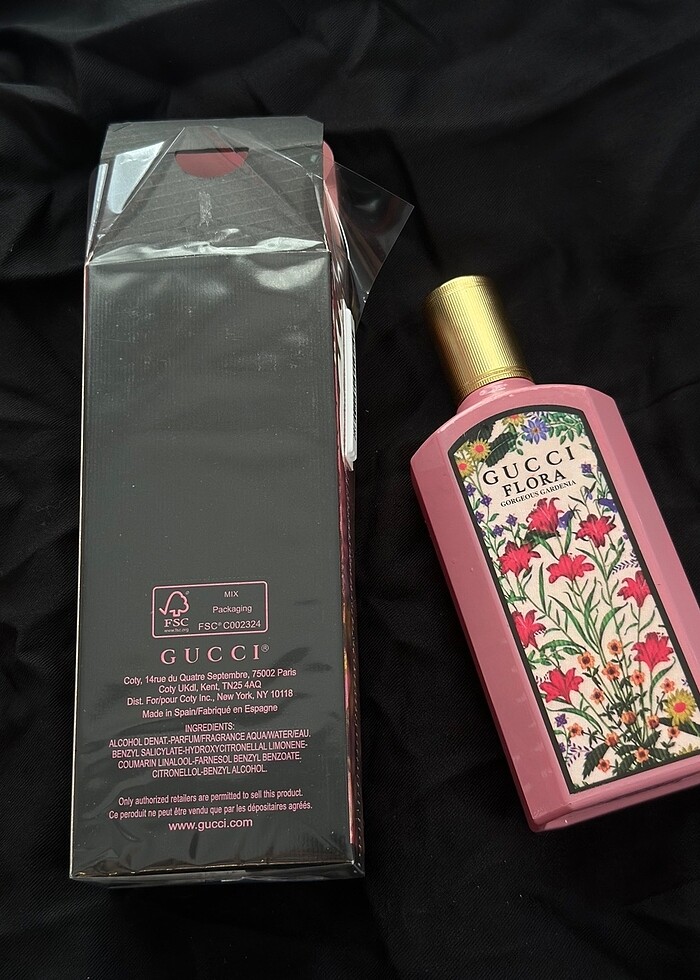 FSC
www.fsc.org
MIX
Packaging
FSC® C002324
GUCCI®
Coty, 14rue du Quatre Septembre, 75002 Paris
Coty UKdl, Kent, TN25 4AQ
Dist. For/pour Coty Inc., New York, NY 10118
Made in Spain/Fabriqué en Espagne
INGREDIENTS:
ALCOHOL DENAT.-PARFUM/FRAGRANCE AQUA/WATER/EAU.
BENZYL SALICYLATE-HYDROXYCITRONELLAL LIMONENE-
COUMARIN LINALOOL-FARNESOL BENZYL BENZOATE.
CITRONELLOL-BENZYL ALCOHOL.
Only authorized retailers are permitted to sell this product.
Ce peroduit ne peut être vendu que par les dépositaires agréés.
www.gucci.com
GUCCI
FLORA
GORGEOUS GARDENIA